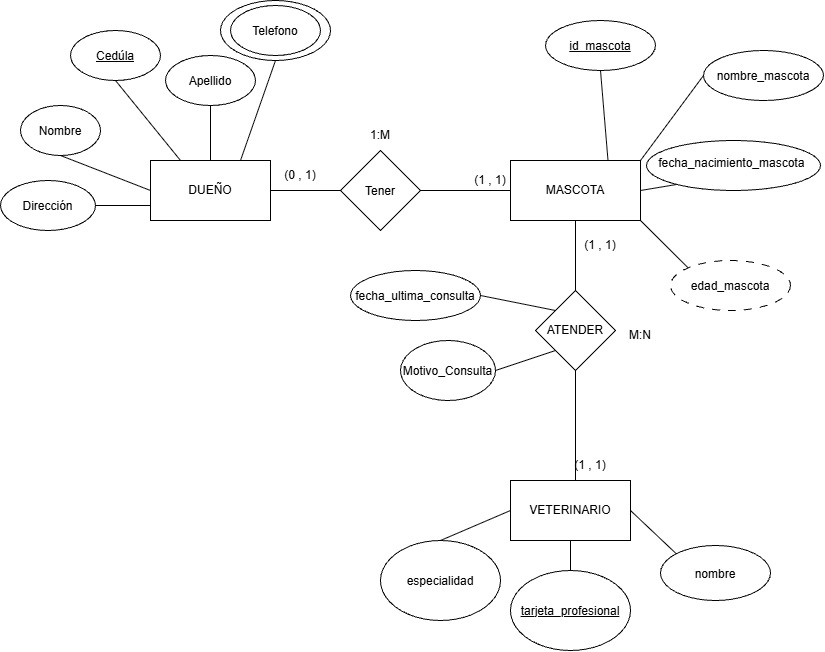 Telefono
Cedúla
id_mascota
Apellido
nombre_mascota
Nombre
1:M
fecha_nacimiento_mascota
(0 , 1)
(1 , 1)
DUEÑO
Tener
MASCOTA
Dirección
(1 , 1)
edad_mascota
fecha_ultima_consulta
ATENDER
M:N
Motivo_Consulta
(1 , 1)
VETERINARIO
especialidad
nombre
tarjeta_profesional